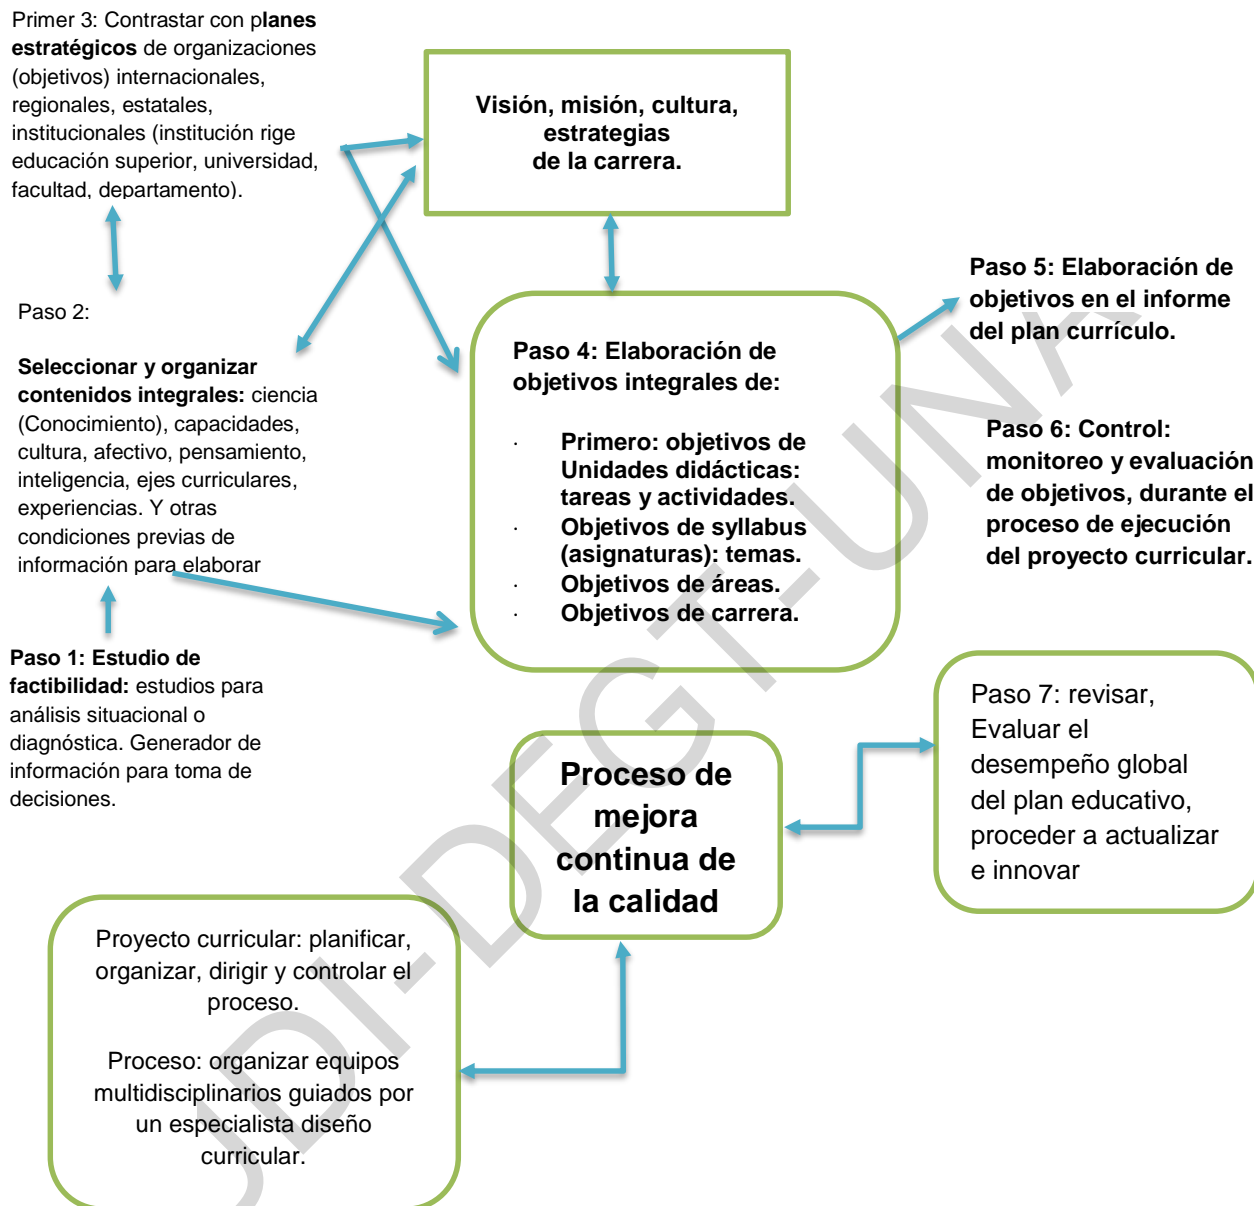 Primer 3: Contrastar con planes
estratégicos de organizaciones
(objetivos) internacionales,
regionales, estatales,
institucionales (institución rige
educación superior, universidad,
facultad, departamento).
Visión, misión, cultura,
estrategias
de la carrera.
Paso 2:
Seleccionar y organizar
contenidos integrales: ciencia
(Conocimiento), capacidades,
cultura, afectivo, pensamiento,
inteligencia, ejes curriculares,
experiencias. Y otras
condiciones previas de
información para elaborar
Paso 4: Elaboración de
objetivos integrales de:
· Primero: objetivos de
Unidades didácticas:
tareas y actividades.
· Objetivos de syllabus
(asignaturas): temas.
· Objetivos de áreas.
· Objetivos de carrera.
Paso 5: Elaboración de
objetivos en el informe
del plan currículo.
Paso 6: Control:
monitoreo y evaluación
de objetivos, durante el
proceso de ejecución
del proyecto curricular.
Paso 1: Estudio de
factibilidad: estudios para
análisis situacional o
diagnóstica. Generador de
información para toma de
decisiones.
Proceso de
mejora
continua de
la calidad
Paso 7: revisar,
Evaluar el
desempeño global
del plan educativo,
proceder a actualizar
e innovar
Proyecto curricular: planificar,
organizar, dirigir y controlar el
proceso.
Proceso: organizar equipos
multidisciplinarios guiados por
un especialista diseño
curricular.
UDI-DEGT-UNA